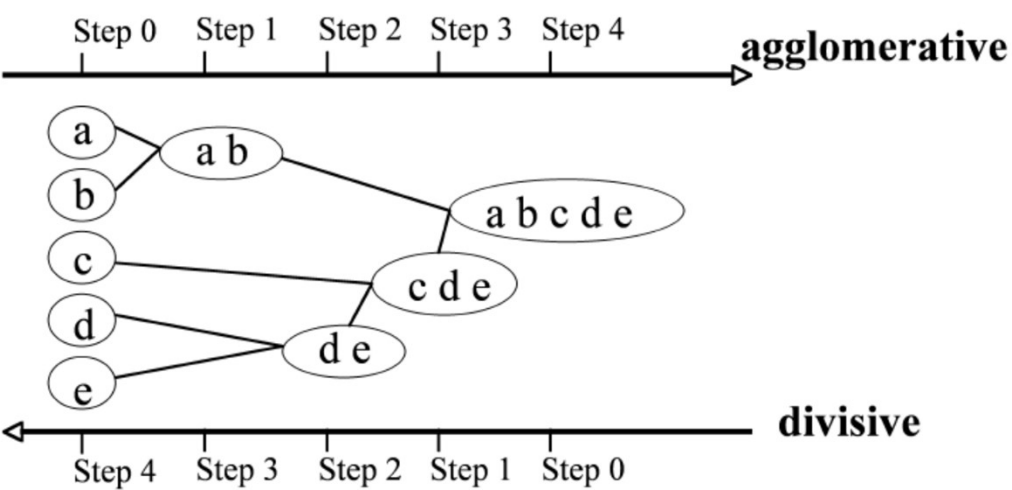 Step 0 Step 1 Step 2 Step 3 Step 4
agglomerative
a
a b
b
a b c d e
c
c d e
d
d e
e
divisive
Step 4 Step 3 Step 2 Step 1 Step 0